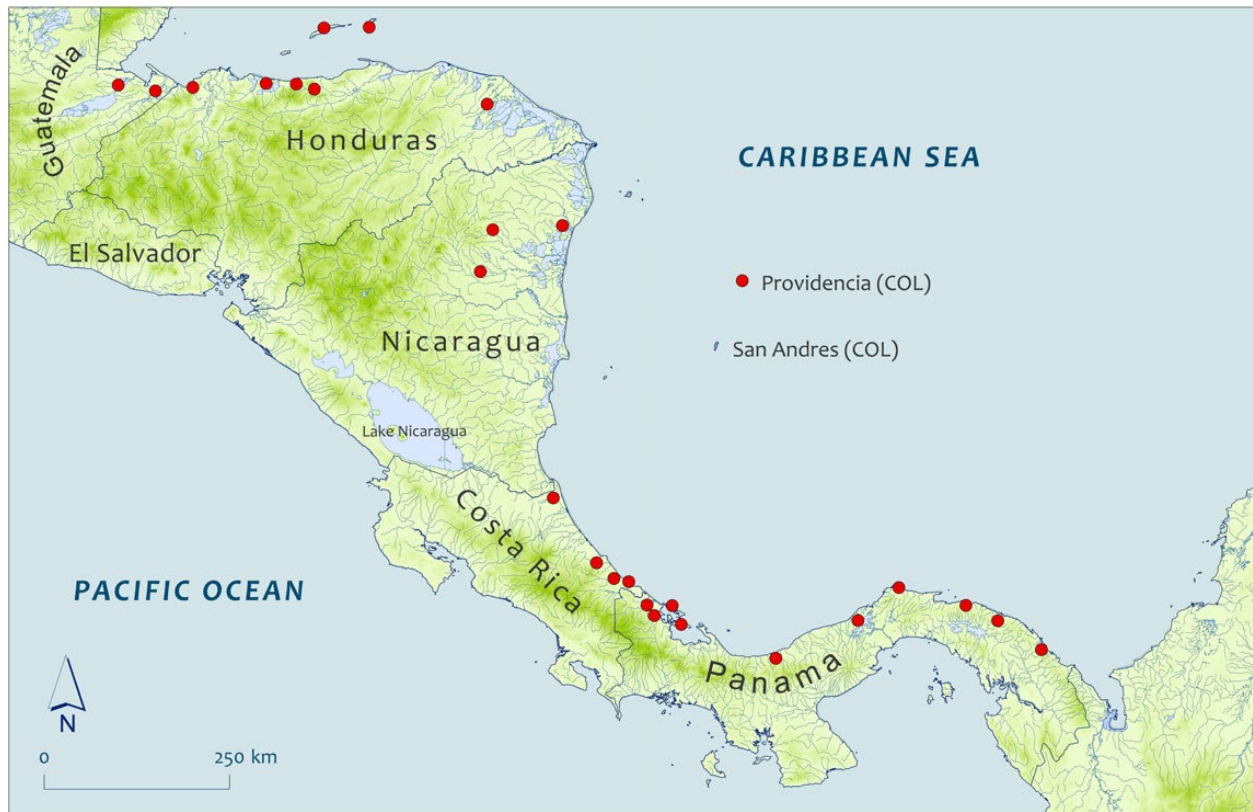 Guatemala
Honduras
CARIBBEAN SEA
El Salvador
Providencia (COL)
Nicaragua
San Andres (COL)
Lake Nicaragua
Costa Rica
PACIFIC OCEAN
Panama
N
0 250 km